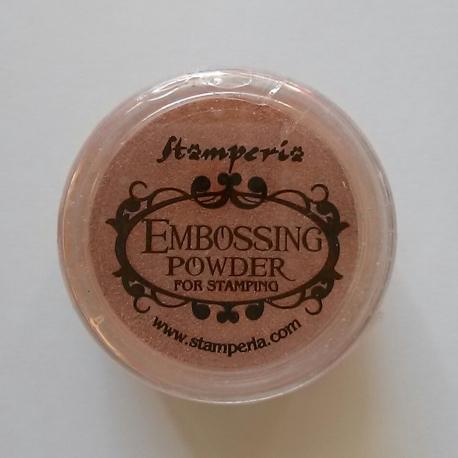 Stamperia
EMBOSSING
POWDER
FOR STAMPING
www.stamperia.com